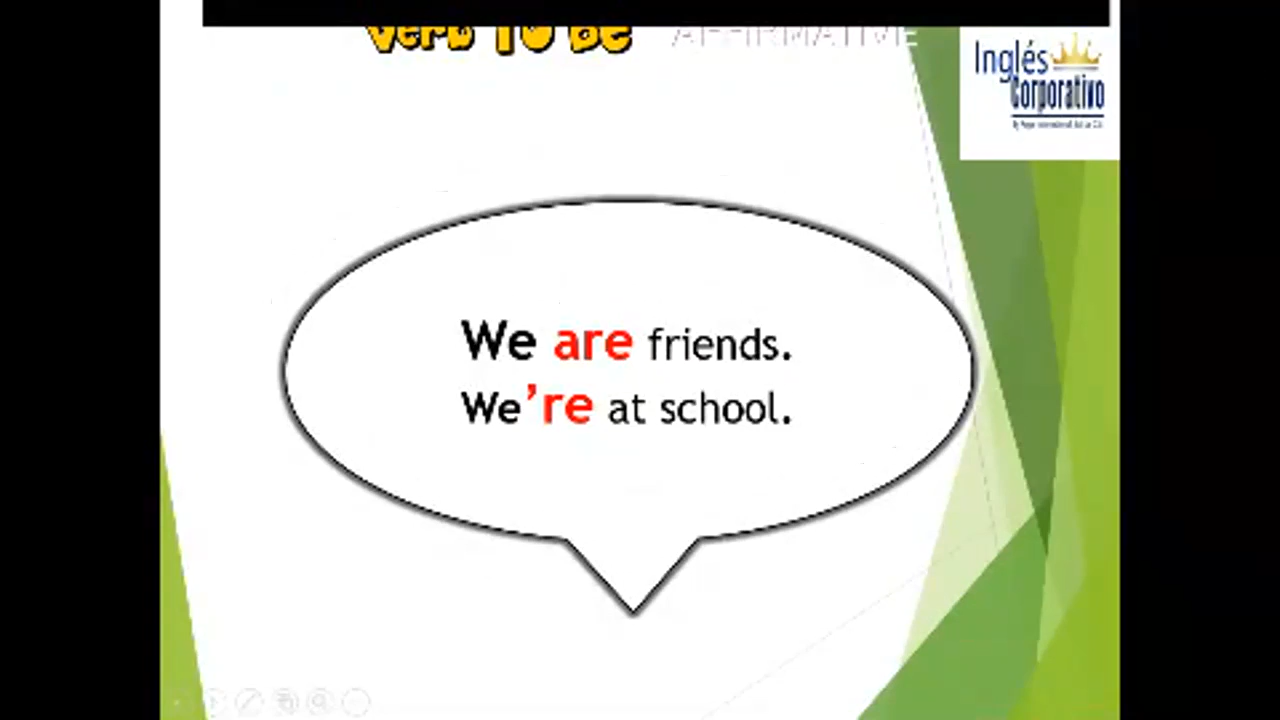 Verb To Be AFFIRMATIVE
Inglés
Corporativo
We are friends.
We're at school.